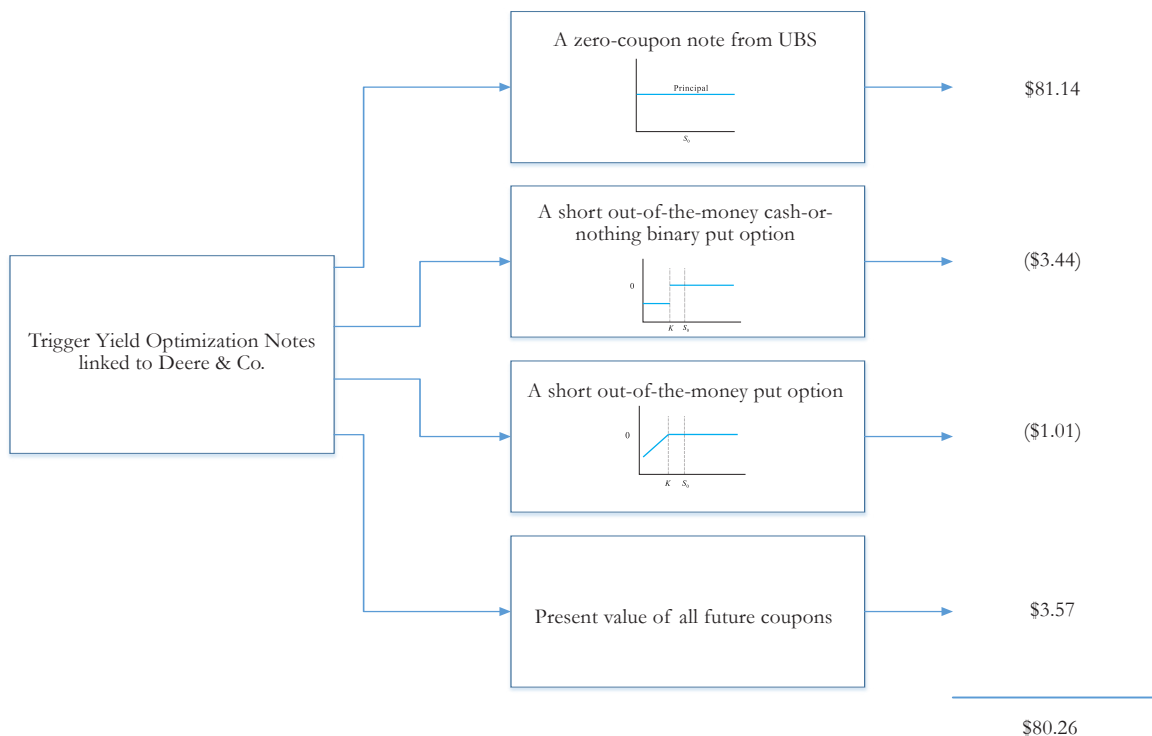 A zero-coupon note from UBS
Principal
S₀
$81.14
A short out-of-the-money cash-or-
nothing binary put option
0
K S₀
($3.44)
Trigger Yield Optimization Notes
linked to Deere & Co.
A short out-of-the-money put option
0
K S₀
($1.01)
Present value of all future coupons
$3.57
$80.26